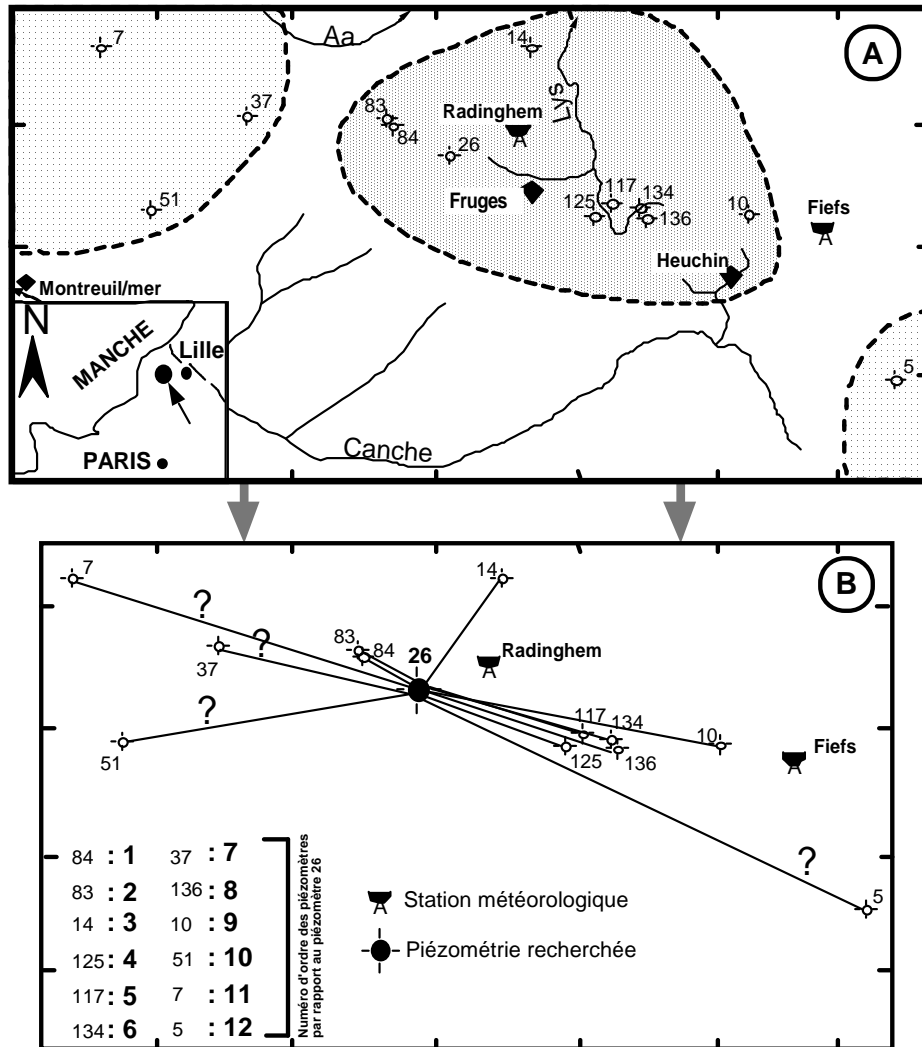 7
Aa
14
A
37
83
84
Radinghem
Lys
26
51
Fruges
117
134
125
136
10
Fiefs
Heuchin
Montreuil/mer
N
MANCHE
Lille
5
Canche
PARIS
7
B
14
?
?
83
84
26
Radinghem
37
?
117
134
10
Fiefs
51
125
136
?
5
84 : 1 37 : 7
83 : 2 136 : 8
14 : 3 10 : 9
125 : 4 51 : 10
117 : 5 7 : 11
134 : 6 5 : 12
Numéro d'ordre des piézomètres
par rapport au piézomètre 26
Station météorologique
Piézométrie recherchée